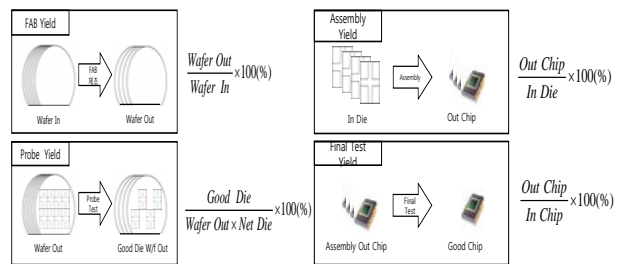 FAB Yield
FAB
제조
Wafer In
Wafer Out
Wafer Out
Wafer In
×100(%)
Assembly
Yield
Assembly
In Die
Out Chip
Out Chip
In Die
×100(%)
Probe Yield
Probe
Test
Wafer Out
Good Die W/f Out
Good Die
Wafer Out × Net Die
×100(%)
Final Test
Yield
Final
Test
Assembly Out Chip
Good Chip
Out Chip
In Chip
×100(%)